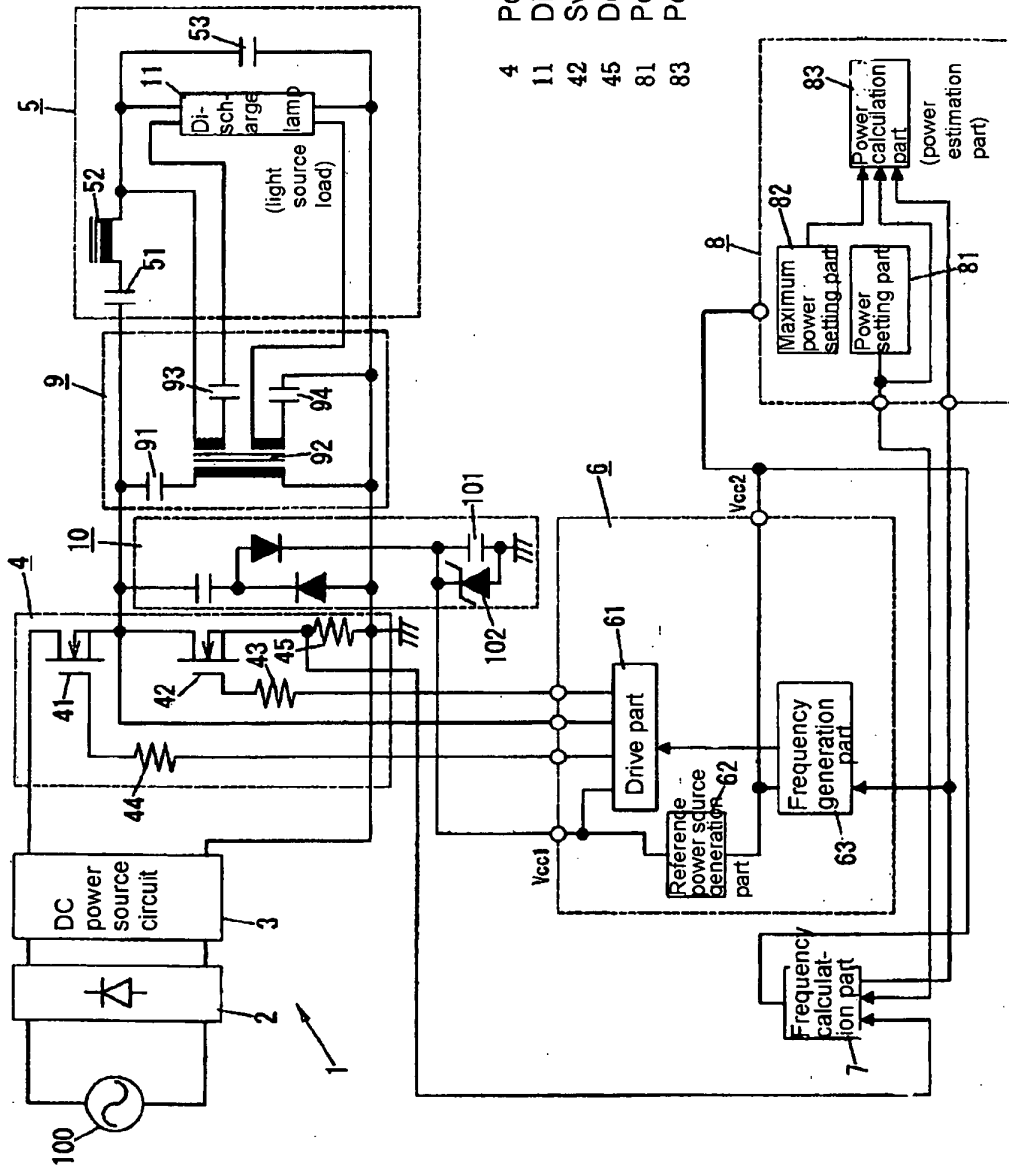 100
1
2
DC
power
source
circuit
3
4
41
42
43
44
45
10
101
102
9
91
92
93
94
5
51
52
53
11
Di-
sch-
arge
lamp
(light
source
load)
6
Vcc1
Vcc2
61
Drive part
62
Reference
power source
generation
part
Frequency
generation
part
63
Frequency
calculat-
ion part
7
8
82
Maximum
power
setting part
Power
setting part
81
83
Power
calculation
part
(power
estimation
part)
4
11
42
45
81
83